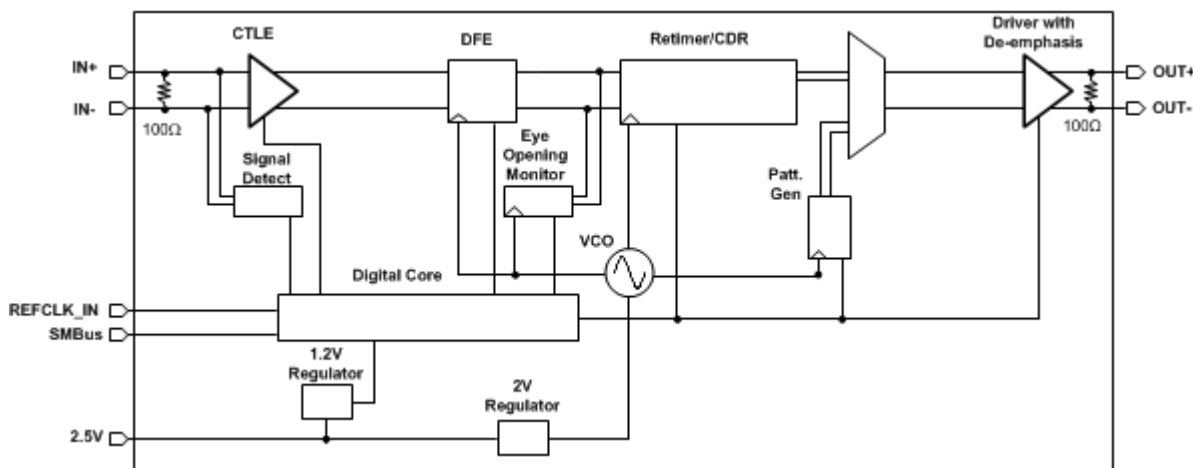 CTLE
DFE
Retimer/CDR
Driver with
De-emphasis
IN+
IN-
100Ω
OUT+
OUT-
100Ω
Signal
Detect
Eye
Opening
Monitor
Patt.
Gen
VCO
Digital Core
REFCLK_IN
SMBus
1.2V
Regulator
2V
Regulator
2.5V